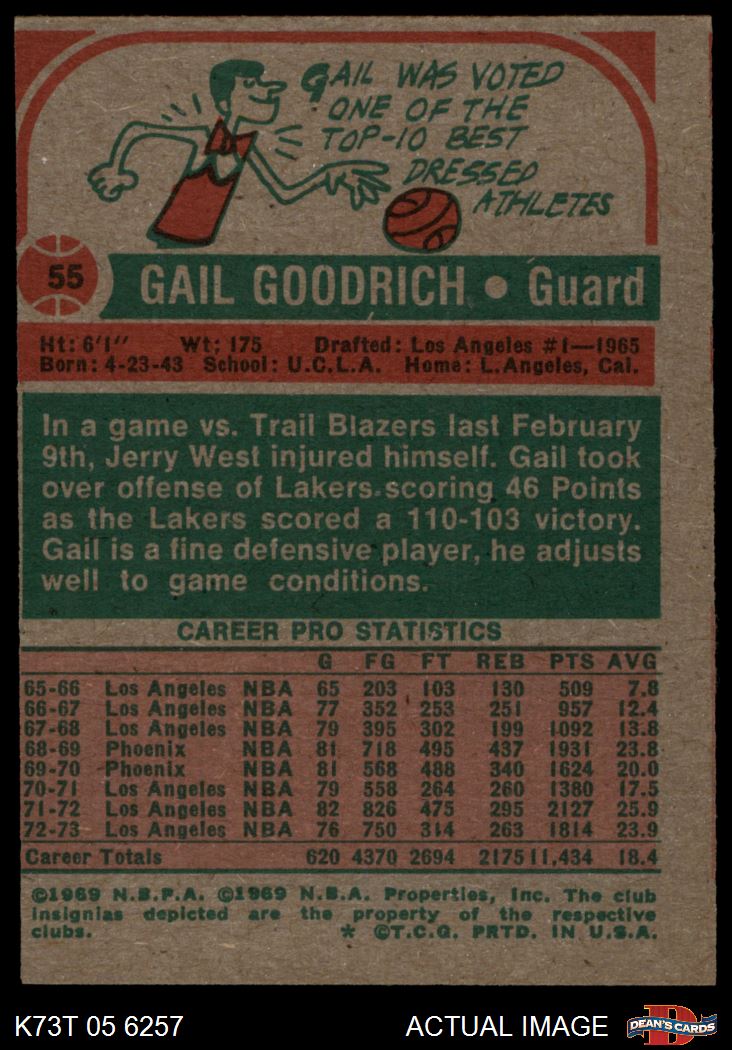 GAIL WAS VOTED
ONE OF THE
TOP-10 BEST
DRESSED
ATHLETES
55
GAIL GOODRICH • Guard
Ht: 6'1" Wt: 175 Drafted: Los Angeles #1—1965
Born: 4-23-43 School: U.C.L.A. Home: L.Angeles, Cal.
In a game vs. Trail Blazers last February
9th, Jerry West injured himself. Gail took
over offense of Lakers-scoring 46 Points
as the Lakers scored a 110-103 victory.
Gail is a fine defensive player, he adjusts
well to game conditions.
CAREER PRO STATISTICS
G FG FT REB PTS AVG
65-66 Los Angeles NBA 65 203 103 130 509 7.8
66-67 Los Angeles NBA 77 352 253 251 957 12.4
67-68 Los Angeles NBA 79 395 302 199 1092 13.8
68-69 Phoenix NBA 81 718 495 437 1931 23.8
69-70 Phoenix NBA 81 568 488 340 1624 20.0
70-71 Los Angeles NBA 79 558 264 260 1380 17.5
71-72 Los Angeles NBA 82 826 475 295 2127 25.9
72-73 Los Angeles NBA 76 750 314 263 1814 23.9
Career Totals 620 4370 2694 2175 11,434 18.4
©1969 N.B.P.A. ©1969 N.B.A. Properties, Inc. The club
insignias depicted are the property of the respective
clubs. * ©T.C.G. PRTD. IN U.S.A.
K73T 05 6257 ACTUAL IMAGE DEAN'S CARDS